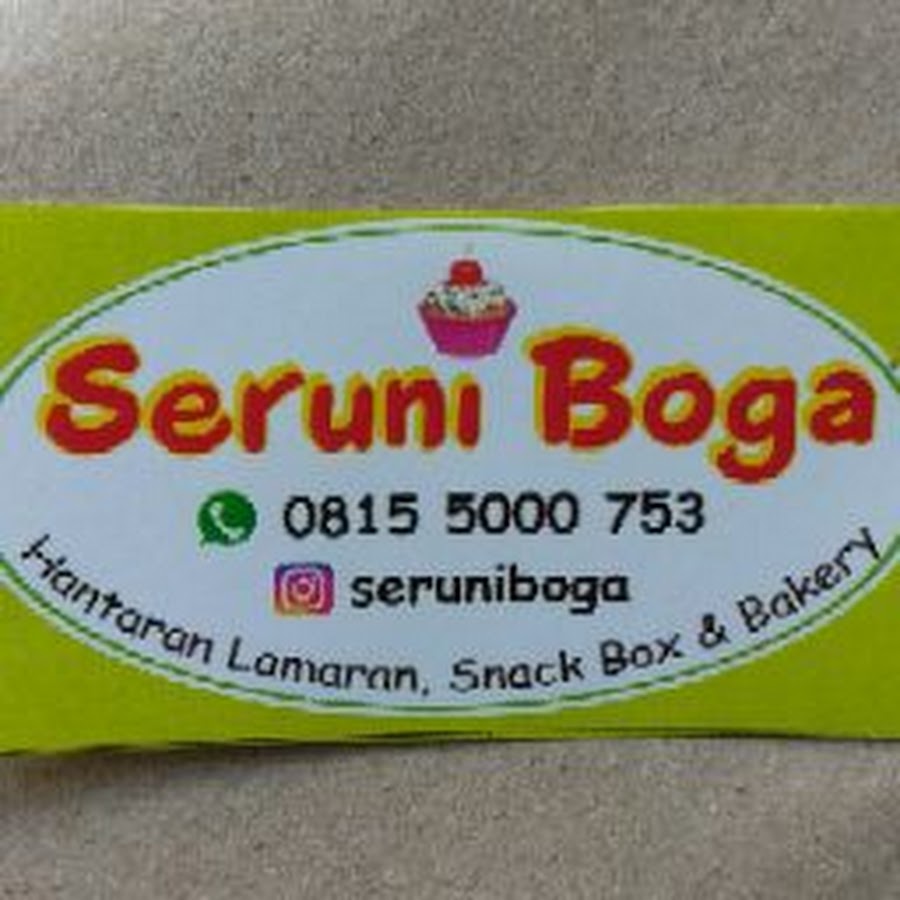 Seruni Boga
0815 5000 753
seruniboga
Hantaran Lamaran, Snack Box & Bakery